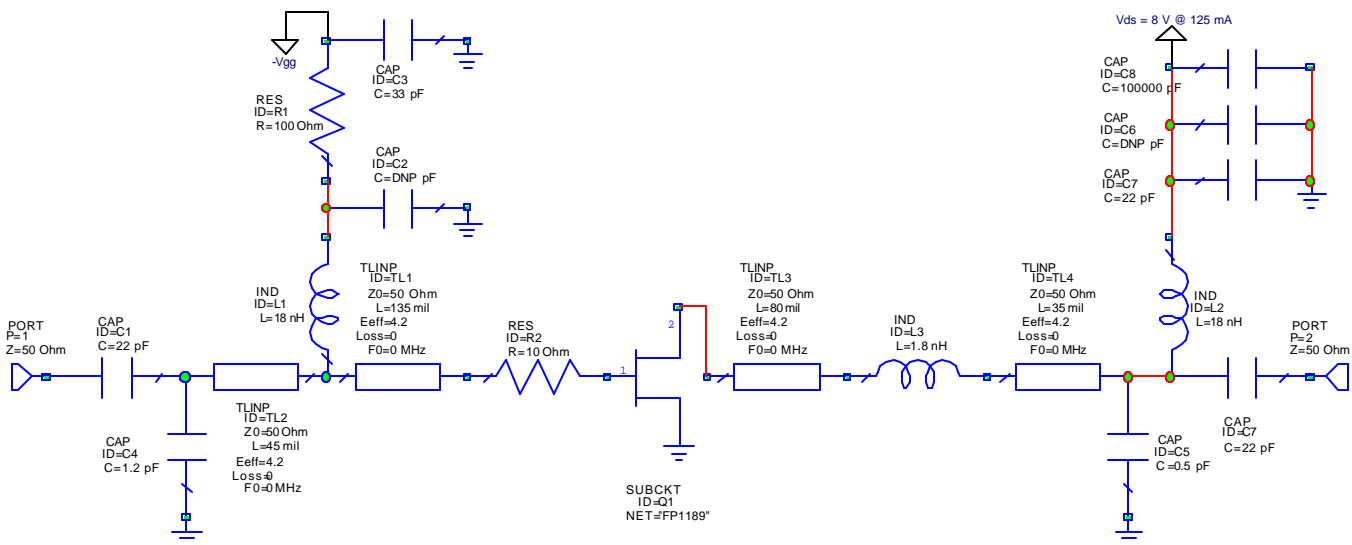 -Vgg
CAP
ID=C3
C=33 pF
RES
ID=R1
R=100 Ohm
CAP
ID=C2
C=DNP pF
IND
ID=L1
L=18 nH
TLINP
ID=TL1
Z0=50 Ohm
L=135 mil
Eeff=4.2
Loss=0
F0=0 MHz
PORT
P=1
Z=50 Ohm
CAP
ID=C1
C=22 pF
CAP
ID=C4
C=1.2 pF
TLINP
ID=TL2
Z0=50 Ohm
L=45 mil
Eeff=4.2
Loss=0
F0=0 MHz
RES
ID=R2
R=10 Ohm
1
2
SUBCKT
ID=Q1
NET="FP1189"
TLINP
ID=TL3
Z0=50 Ohm
L=80 mil
Eeff=4.2
Loss=0
F0=0 MHz
IND
ID=L3
L=1.8 nH
TLINP
ID=TL4
Z0=50 Ohm
L=35 mil
Eeff=4.2
Loss=0
F0=0 MHz
Vds = 8 V @ 125 mA
CAP
ID=C8
C=100000 pF
CAP
ID=C6
C=DNP pF
CAP
ID=C7
C=22 pF
IND
ID=L2
L=18 nH
PORT
P=2
Z=50 Ohm
CAP
ID=C7
C=22 pF
CAP
ID=C5
C=0.5 pF